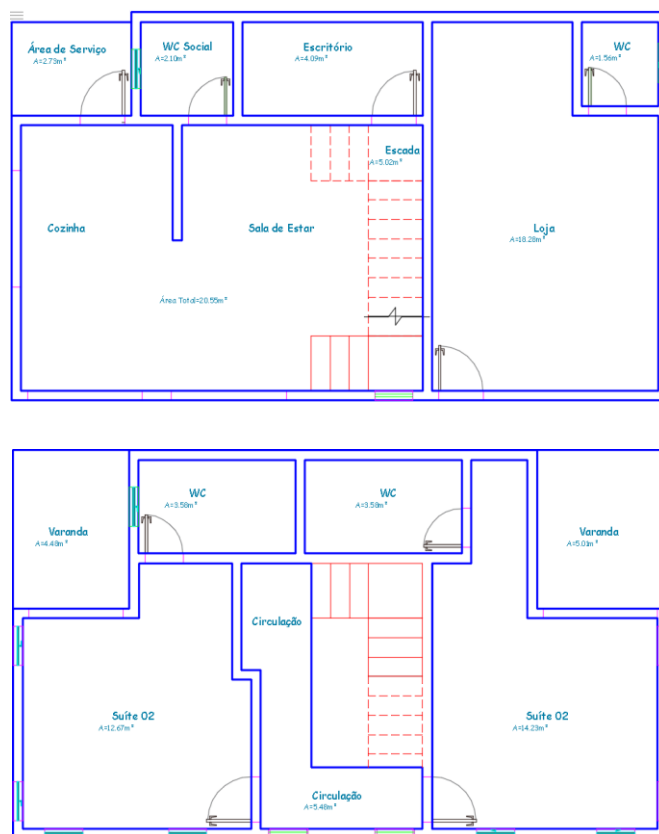 Área de Serviço
A=2.73m²
WC Social
A=2.10m²
Escritório
A=4.09m²
WC
A=1.56m²
Escada
A=5.02m²
Cozinha
Sala de Estar
Loja
A=18.28m²
Área Total=20.55m²
WC
A=3.58m²
WC
A=3.58m²
Varanda
A=4.48m²
Varanda
A=5.01m²
Circulação
Suíte 02
A=12.67m²
Suíte 02
A=14.23m²
Circulação
A=5.48m²